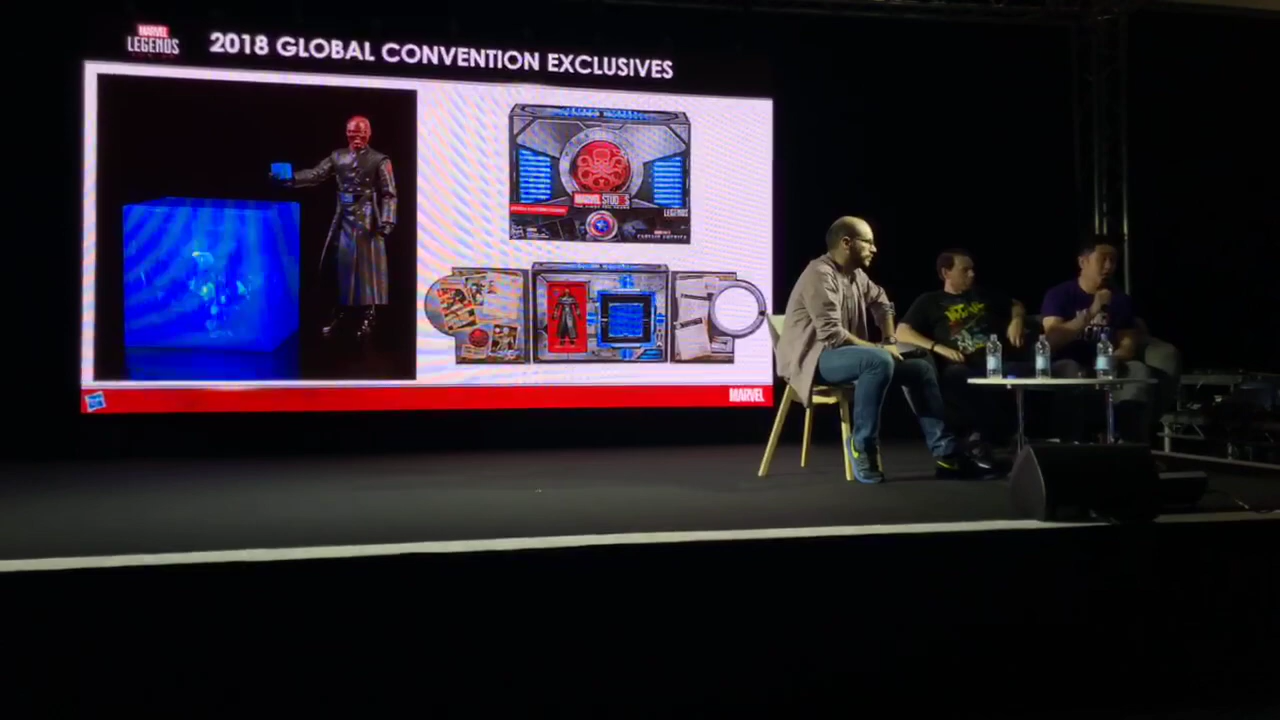 MARVEL
LEGENDS
2018 GLOBAL CONVENTION EXCLUSIVES
MARVEL STUDIOS
LEGENDS
CAPTAIN AMERICA
MARVEL